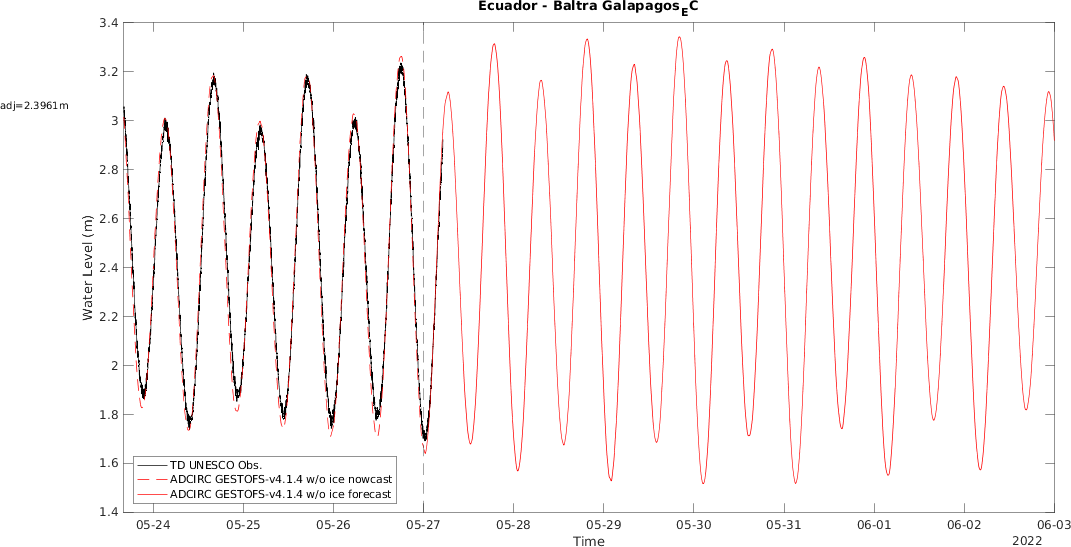 Ecuador - Baltra Galapagos_EC
adj=2.3961m
Water Level (m)
3.4
3.2
3
2.8
2.6
2.4
2.2
2
1.8
1.6
1.4
TD UNESCO Obs.
ADCIRC GESTOFS-v4.1.4 w/o ice nowcast
ADCIRC GESTOFS-v4.1.4 w/o ice forecast
05-24 05-25 05-26 05-27 05-28 05-29 05-30 05-31 06-01 06-02 06-03
Time
2022